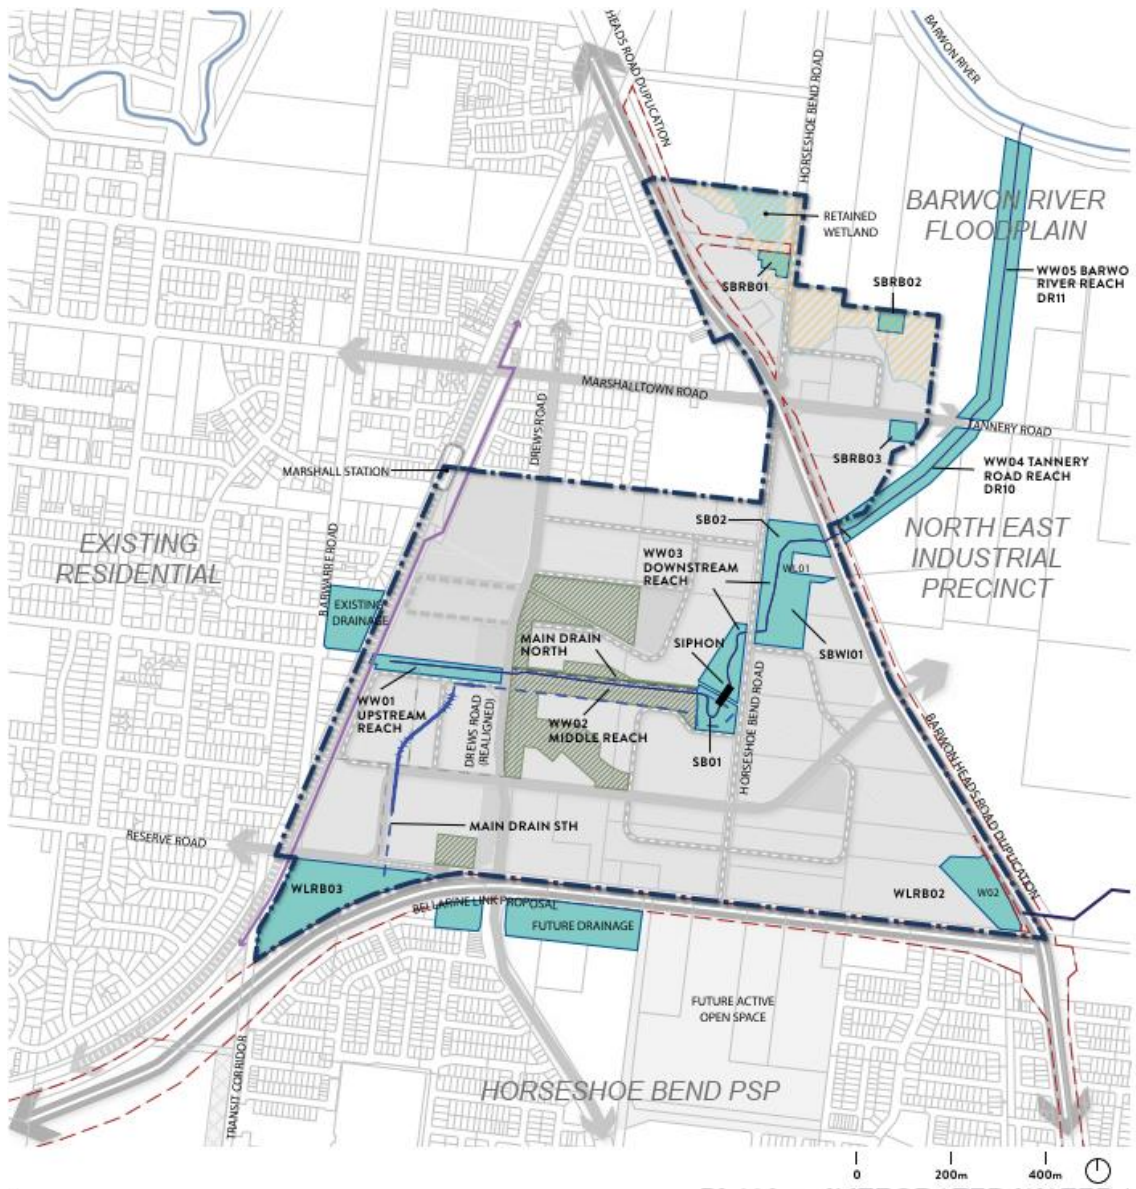 HEADS ROAD DUPLICATION
BARWON RIVER
HORSESHOE BEND ROAD
BARWON RIVER
FLOODPLAIN
RETAINED
WETLAND
WW05 BARWO
RIVER REACH
DR11
SBRB01
SBRB02
MARSHALLTOWN ROAD
DREWS ROAD
TANNERY ROAD
MARSHALL STATION
SBRB03
WW04 TANNERY
ROAD REACH
DR10
EXISTING
RESIDENTIAL
BARWARRE ROAD
SB02
NORTH EAST
INDUSTRIAL
PRECINCT
WW03
DOWNSTREAM
REACH
WL01
EXISTING
DRAINAGE
MAIN DRAIN
NORTH
SIPHON
SBWI01
WW01
UPSTREAM
REACH
DREWS ROAD
(REALIGNED)
WW02
MIDDLE REACH
SB01
HORSESHOE BEND ROAD
BARWON HEADS ROAD DUPLICATION
RESERVE ROAD
MAIN DRAIN STH
WLRB03
WLRB02
W02
BELLARINE LINK PROPOSAL
FUTURE DRAINAGE
FUTURE ACTIVE
OPEN SPACE
TRANSIT CORRIDOR
HORSESHOE BEND PSP
0 200m 400m